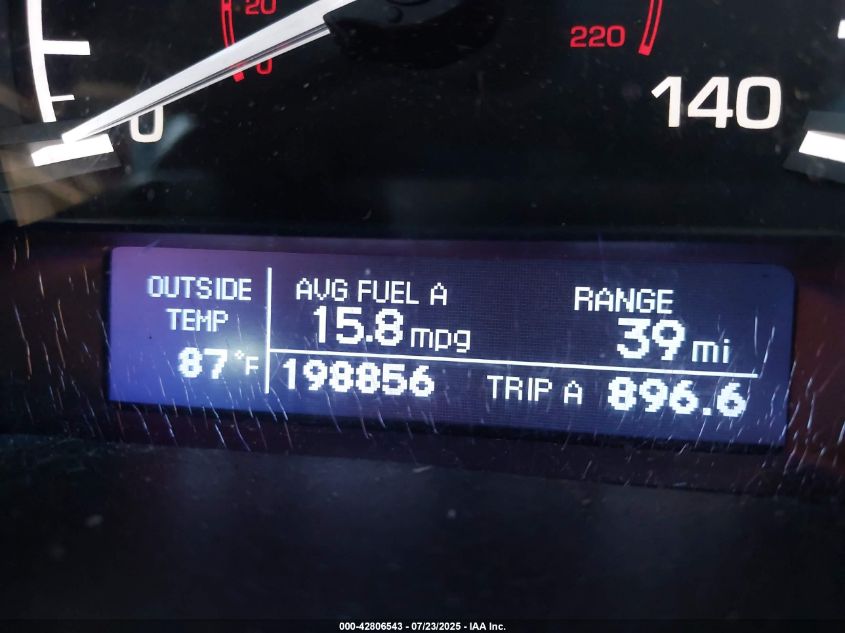 20
0
220
0
140
OUTSIDE TEMP
87°F
AVG FUEL A
15.8 mpg
RANGE
39 mi
198856 TRIP A 896.6
000-42806543 - 07/23/2025 - IAA Inc.